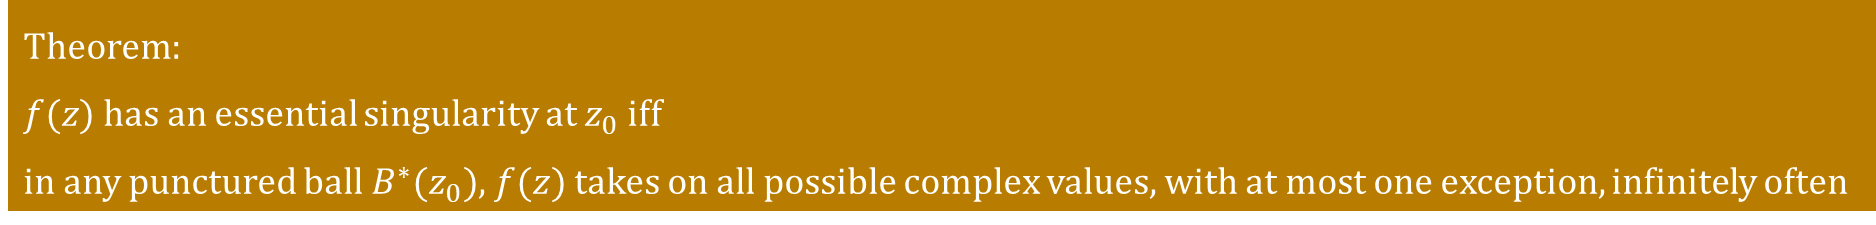 Theorem:
f(z) has an essential singularity at z₀ iff
in any punctured ball B*(z₀), f(z) takes on all possible complex values, with at most one exception, infinitely often